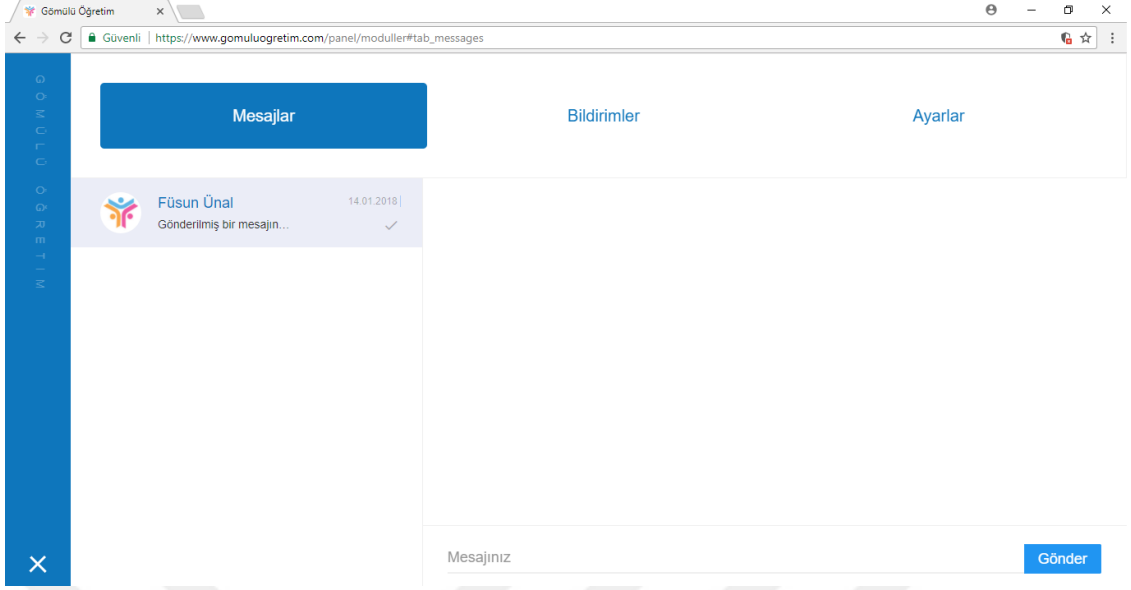 Gömülü Öğretim
Güvenli | https://www.gomuluogretim.com/panel/moduller#tab_messages
GÖMÜLÜ ÖĞRETİM
Mesajlar
Bildirimler
Ayarlar
Füsun Ünal
14.01.2018
Gönderilmiş bir mesajın...
Mesajınız
Gönder